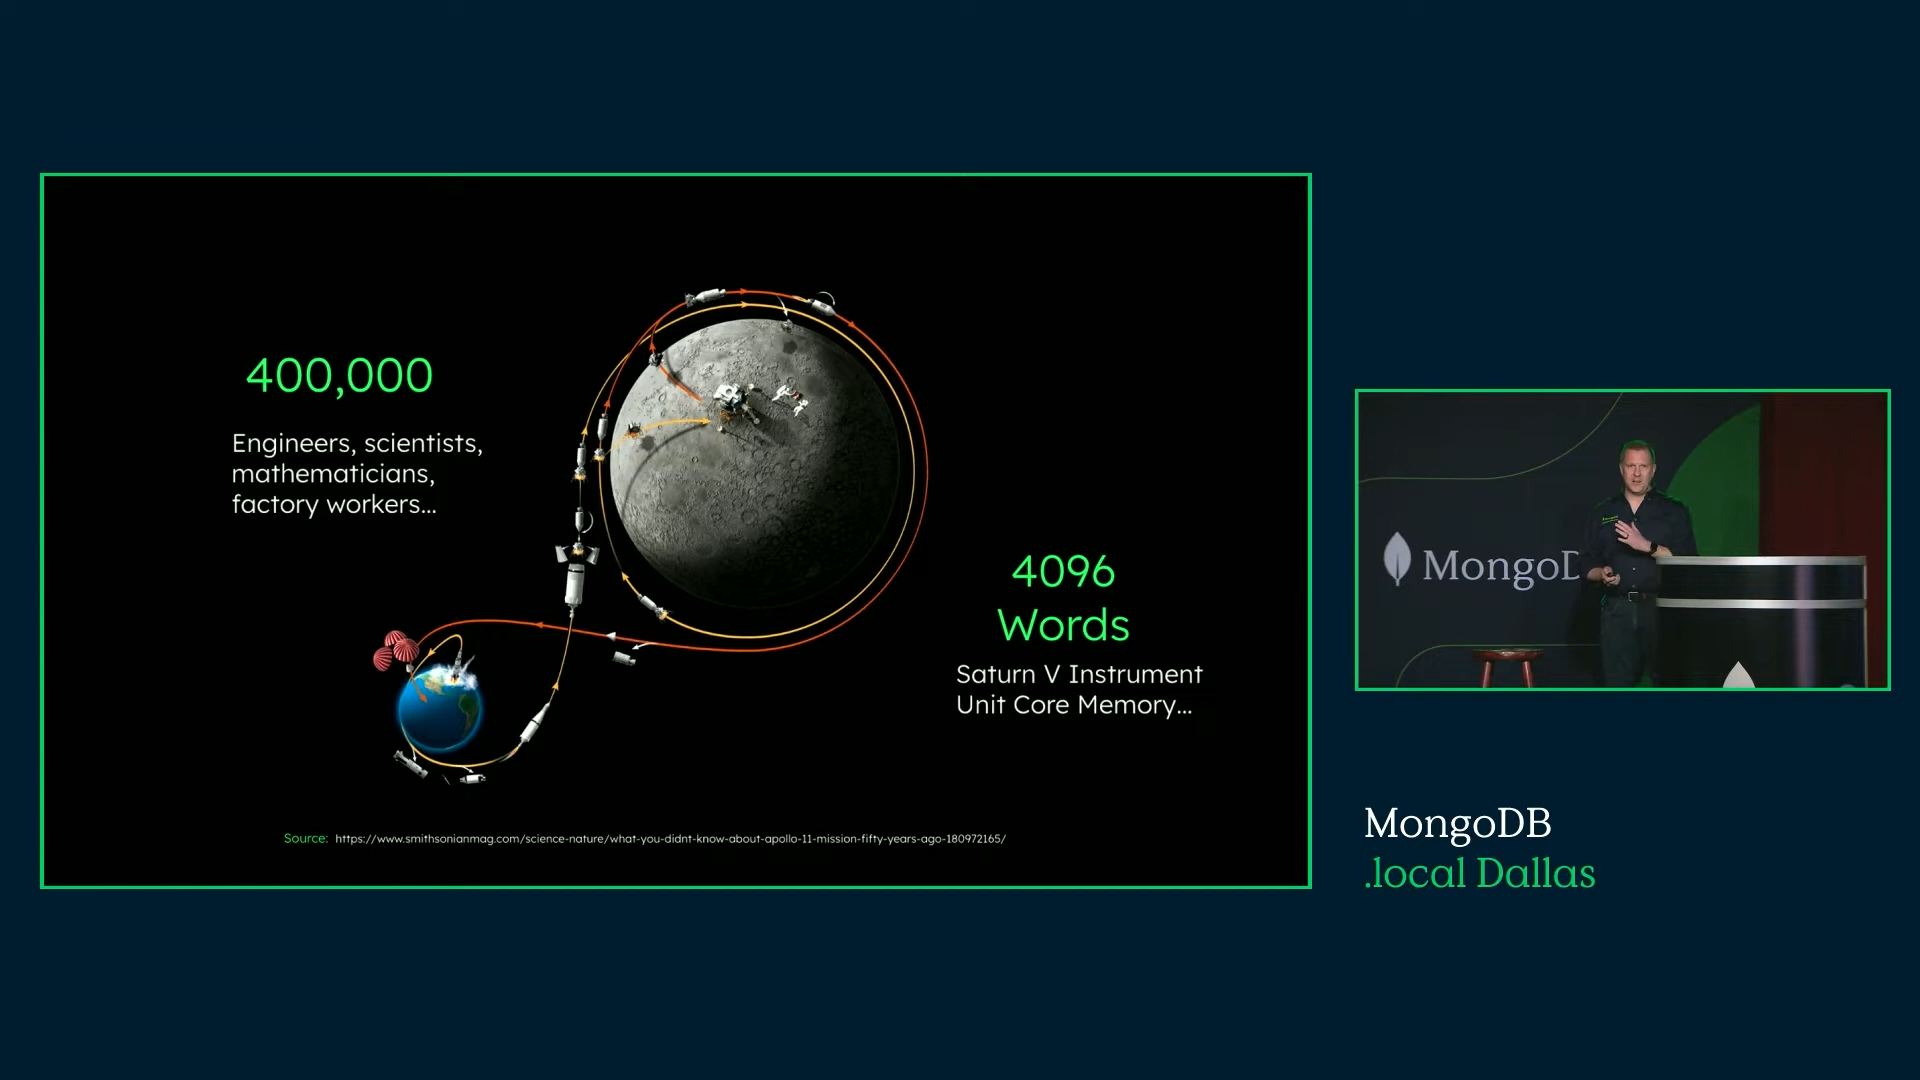 400,000
Engineers, scientists,
mathematicians,
factory workers...
4096
Words
Saturn V Instrument
Unit Core Memory...
Source: https://www.smithsonianmag.com/science-nature/what-you-didnt-know-about-apollo-11-mission-fifty-years-ago-180972165/
MongoD
MongoDB
.local Dallas